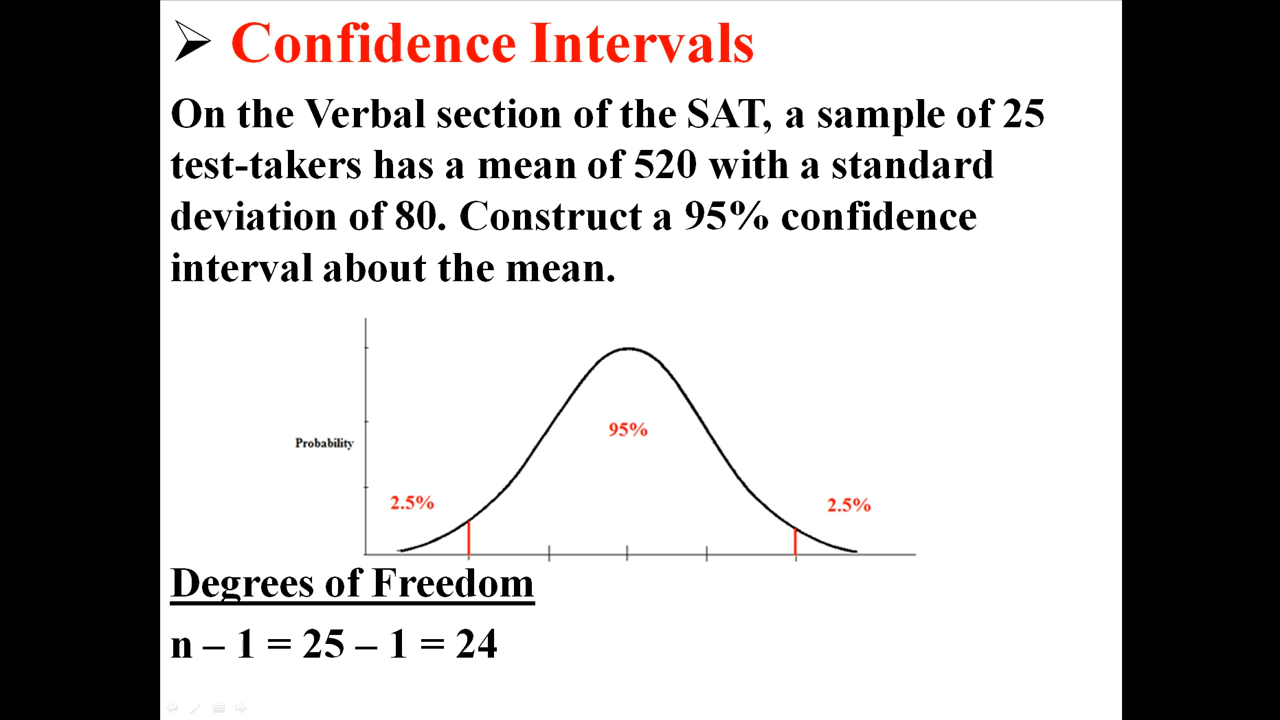 ➢ Confidence Intervals
On the Verbal section of the SAT, a sample of 25
test-takers has a mean of 520 with a standard
deviation of 80. Construct a 95% confidence
interval about the mean.
Probability
95%
2.5%
2.5%
Degrees of Freedom
n – 1 = 25 – 1 = 24